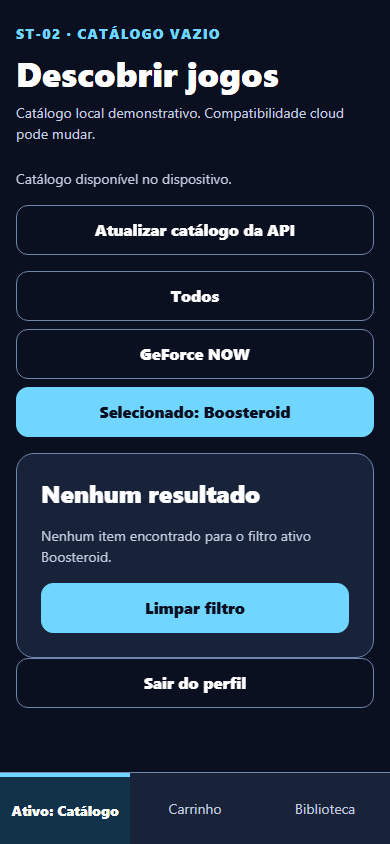 ST-02 • CATÁLOGO VAZIO
Descobrir jogos
Catálogo local demonstrativo. Compatibilidade cloud
pode mudar.
Catálogo disponível no dispositivo.
Atualizar catálogo da API
Todos
GeForce NOW
Selecionado: Boosteroid
Nenhum resultado
Nenhum item encontrado para o filtro ativo
Boosteroid.
Limpar filtro
Sair do perfil
Ativo: Catálogo
Carrinho
Biblioteca